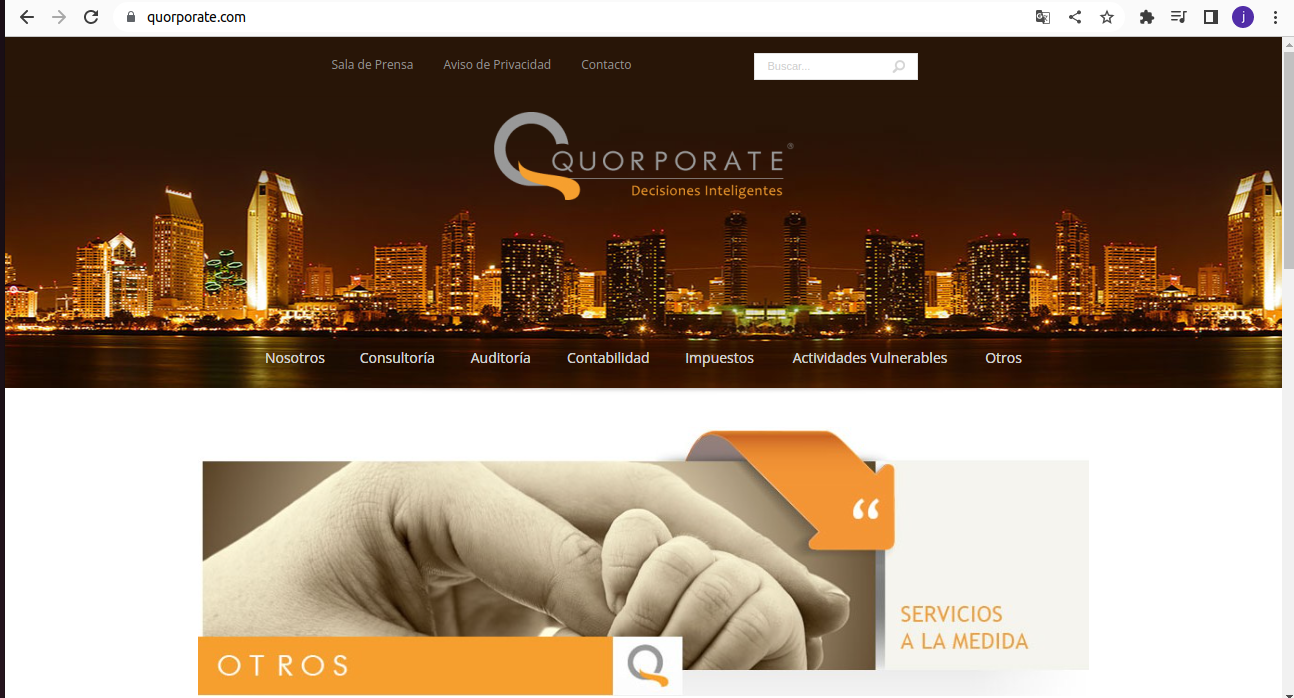 quorporate.com
j
Sala de Prensa Aviso de Privacidad Contacto
Buscar...
QUORPORATE®
Decisiones Inteligentes
Nosotros Consultoría Auditoría Contabilidad Impuestos Actividades Vulnerables Otros
“
SERVICIOS
A LA MEDIDA
OTROS